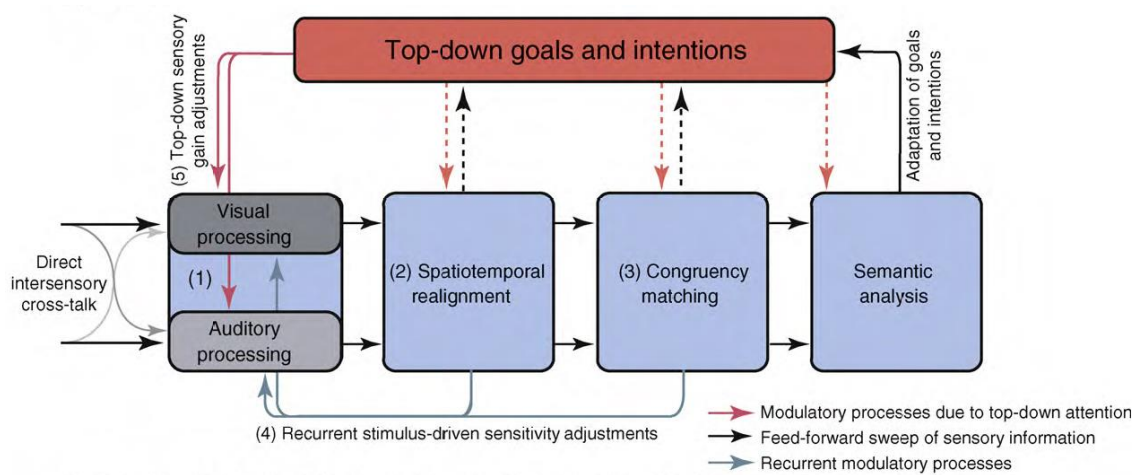 Top-down goals and intentions
(5) Top-down sensory
gain adjustments
Adaptation of goals
and intentions
Visual
processing
Direct
intersensory
cross-talk
(1)
(2) Spatiotemporal
realignment
(3) Congruency
matching
Semantic
analysis
Auditory
processing
(4) Recurrent stimulus-driven sensitivity adjustments
Modulatory processes due to top-down attention
Feed-forward sweep of sensory information
Recurrent modulatory processes